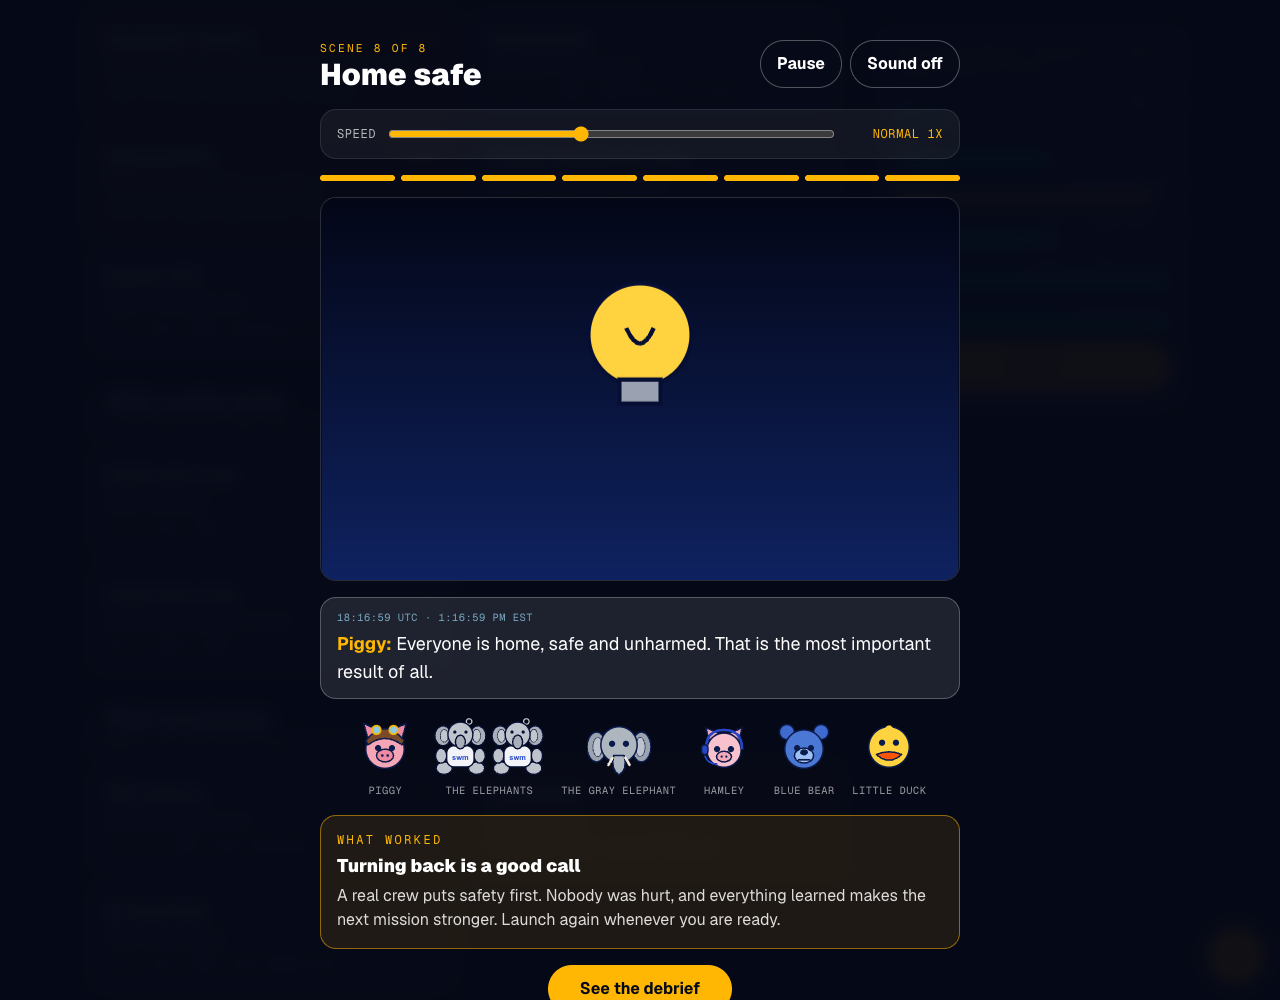 SCENE 8 OF 8
Home safe
Pause
Sound off
SPEED
NORMAL 1X
18:16:59 UTC · 1:16:59 PM EST
Piggy: Everyone is home, safe and unharmed. That is the most important
result of all.
swm swm
PIGGY
THE ELEPHANTS
THE GRAY ELEPHANT
HAMLEY
BLUE BEAR
LITTLE DUCK
WHAT WORKED
Turning back is a good call
A real crew puts safety first. Nobody was hurt, and everything learned makes the
next mission stronger. Launch again whenever you are ready.
See the debrief